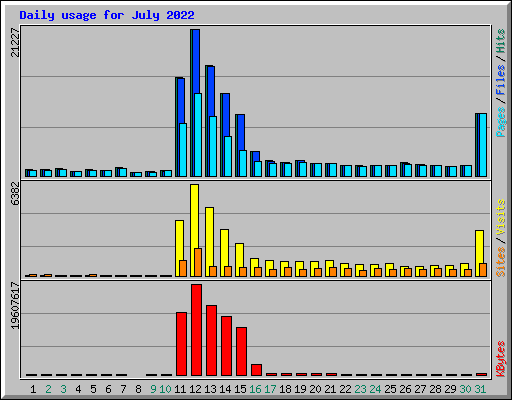 Daily usage for July 2022
21227
Pages / Files / Hits
6382
Sites / Visits
19607617
KBytes
1 2 3 4 5 6 7 8 9 10 11 12 13 14 15 16 17 18 19 20 21 22 23 24 25 26 27 28 29 30 31